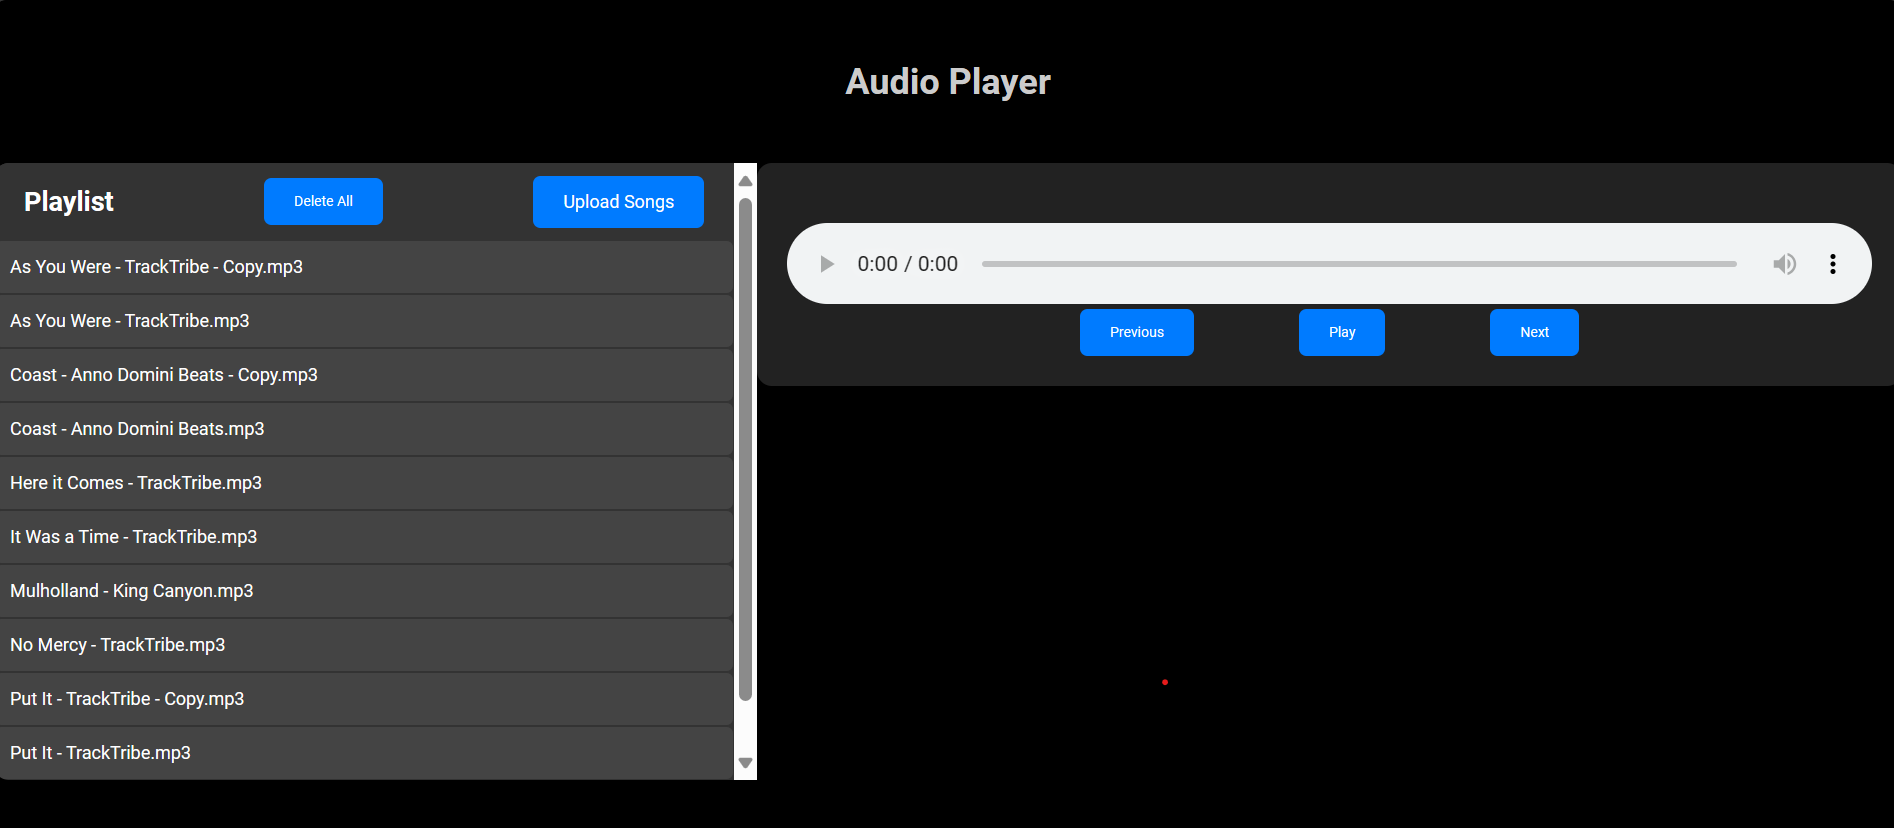 Audio Player
Playlist
Delete All
Upload Songs
As You Were - TrackTribe - Copy.mp3
As You Were - TrackTribe.mp3
Coast - Anno Domini Beats - Copy.mp3
Coast - Anno Domini Beats.mp3
Here it Comes - TrackTribe.mp3
It Was a Time - TrackTribe.mp3
Mulholland - King Canyon.mp3
No Mercy - TrackTribe.mp3
Put It - TrackTribe - Copy.mp3
Put It - TrackTribe.mp3
0:00 / 0:00
Previous
Play
Next